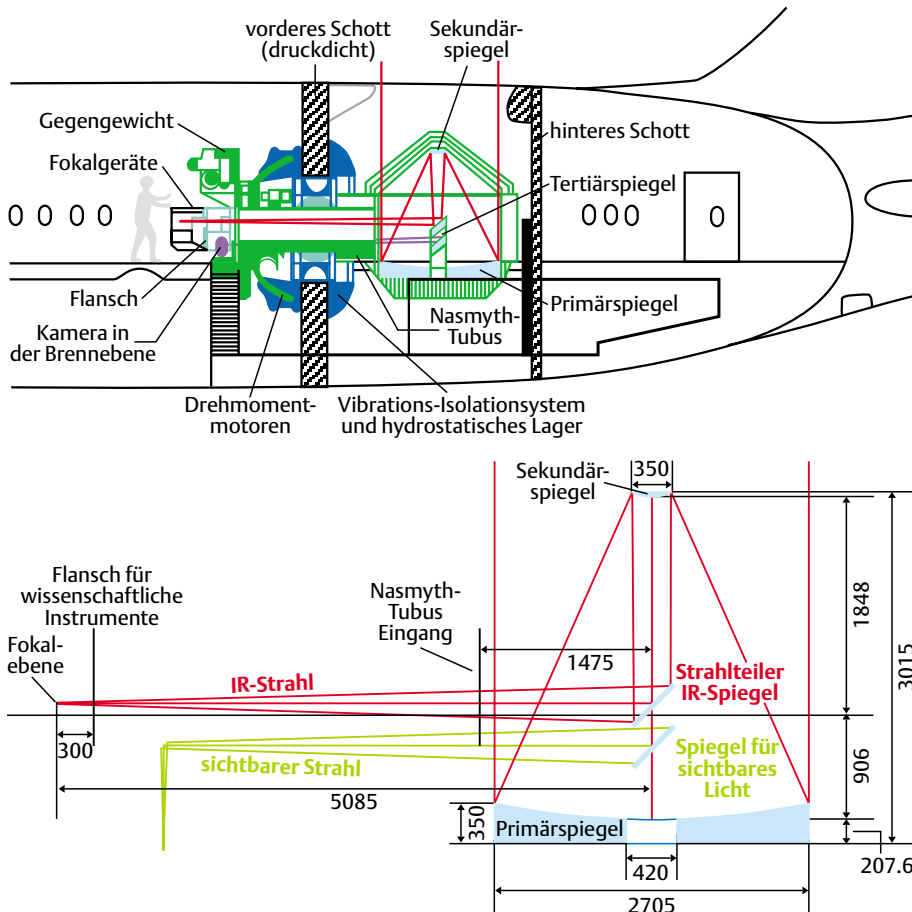 vorderes Schott
(druckdicht)
Sekundär-
spiegel
Gegengewicht
Fokalgeräte
hinteres Schott
Tertiärspiegel
Flansch
Kamera in
der Brennebene
Nasmyth-
Tubus
Primärspiegel
Drehmoment-
motoren
Vibrations-Isolationsystem
und hydrostatisches Lager
Sekundär-
spiegel
350
Flansch für
wissenschaftliche
Instrumente
Nasmyth-
Tubus
Eingang
1848
3015
Fokal-
ebene
1475
IR-Strahl
Strahlteiler
IR-Spiegel
300
sichtbarer Strahl
Spiegel für
sichtbares
Licht
906
5085
350
Primärspiegel
207.6
420
2705